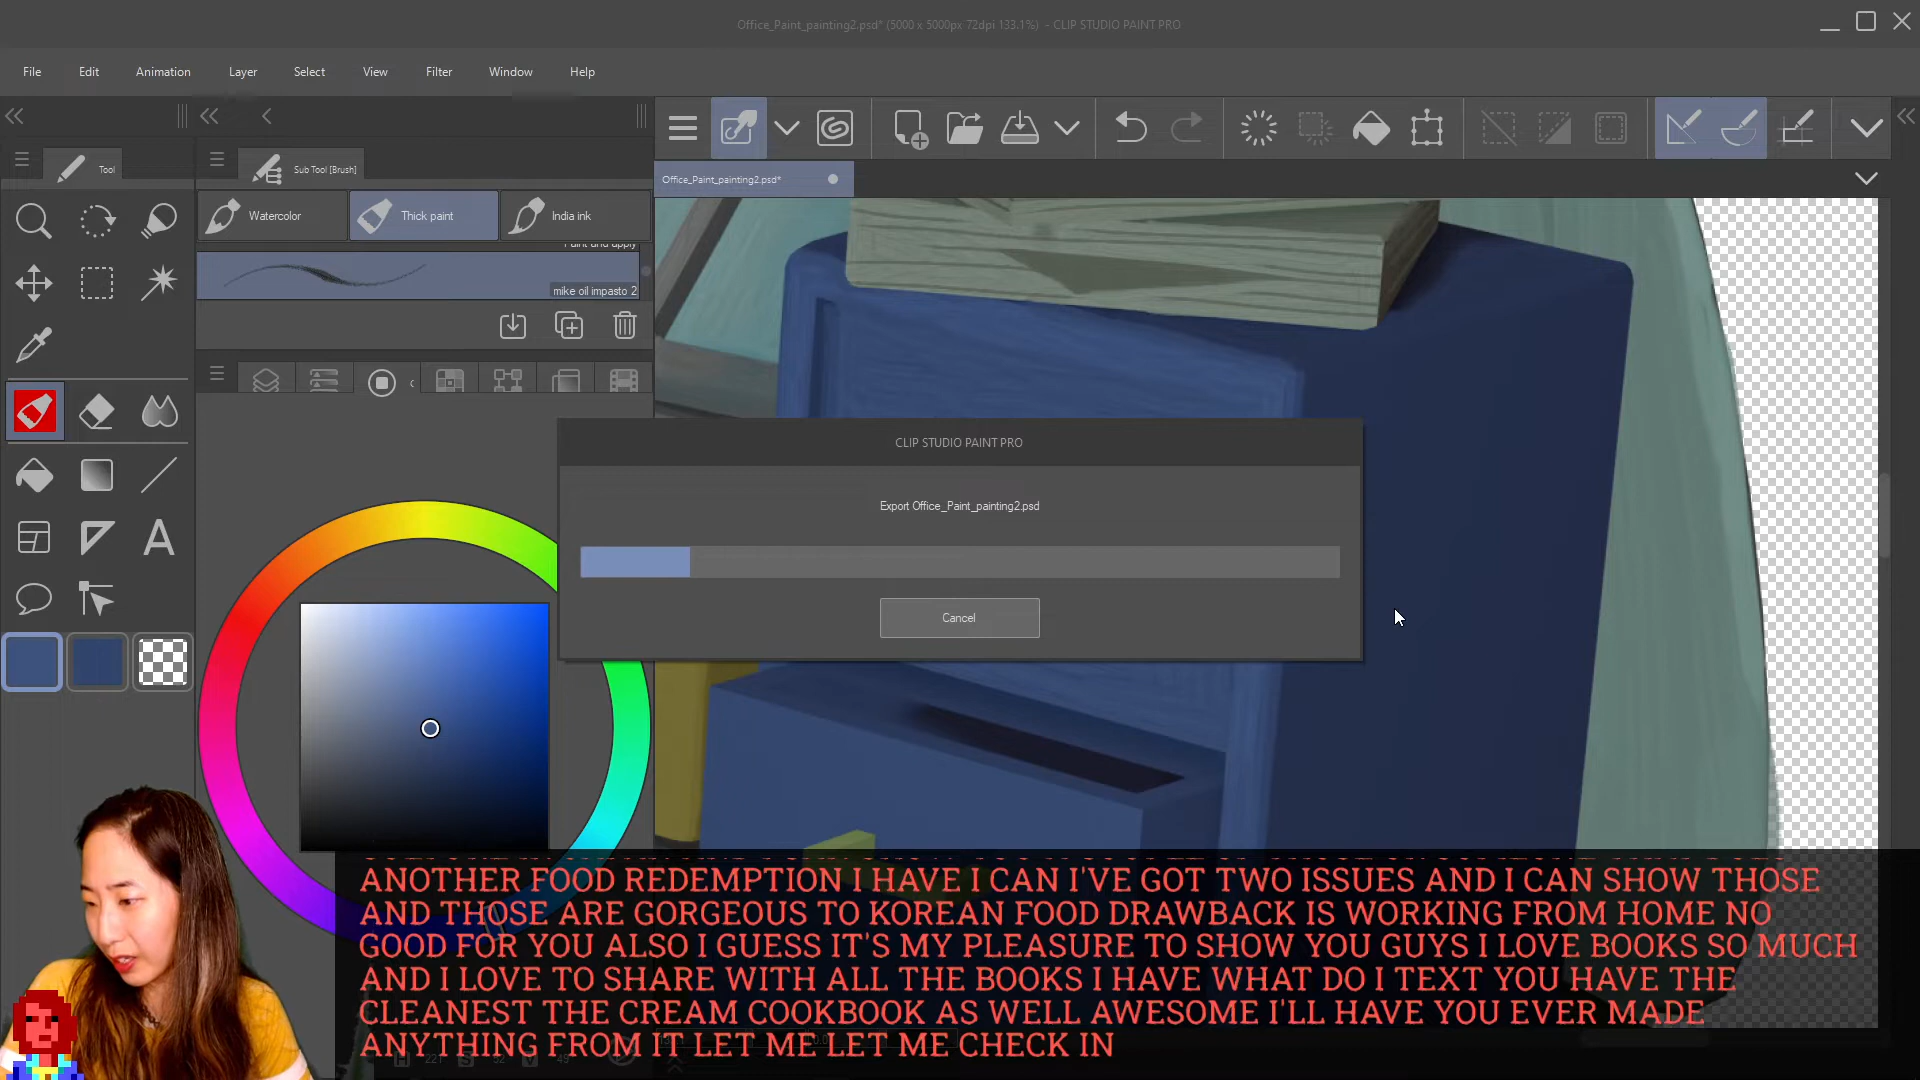 Office_Paint_painting2.psd* (5000 x 5000px 72dpi 133.1%) - CLIP STUDIO PAINT PRO
File Edit Animation Layer Select View Filter Window Help
Tool
Sub Tool [Brush]
Office_Paint_painting2.psd*
Watercolor Thick paint India ink
Paint and apply
mike oil impasto 2
CLIP STUDIO PAINT PRO
Export Office_Paint_painting2.psd
Cancel
ANOTHER FOOD REDEMPTION I HAVE I CAN I'VE GOT TWO ISSUES AND I CAN SHOW THOSE
AND THOSE ARE GORGEOUS TO KOREAN FOOD DRAWBACK IS WORKING FROM HOME NO
GOOD FOR YOU ALSO I GUESS IT'S MY PLEASURE TO SHOW YOU GUYS I LOVE BOOKS SO MUCH
AND I LOVE TO SHARE WITH ALL THE BOOKS I HAVE WHAT DO I TEXT YOU HAVE THE
CLEANEST THE CREAM COOKBOOK AS WELL AWESOME I'LL HAVE YOU EVER MADE
ANYTHING FROM IT LET ME LET ME CHECK IN